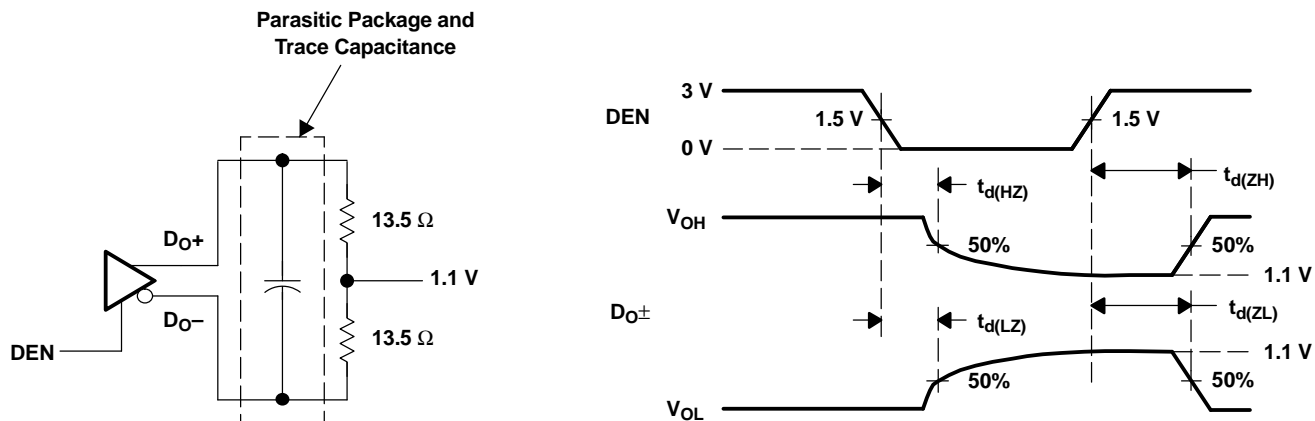 Parasitic Package and
Trace Capacitance
DO+
DO−
DEN
13.5 Ω
1.1 V
13.5 Ω
DEN
3 V
1.5 V
1.5 V
0 V
td(HZ)
td(ZH)
VOH
50%
50%
1.1 V
DO±
td(LZ)
td(ZL)
1.1 V
50%
50%
VOL